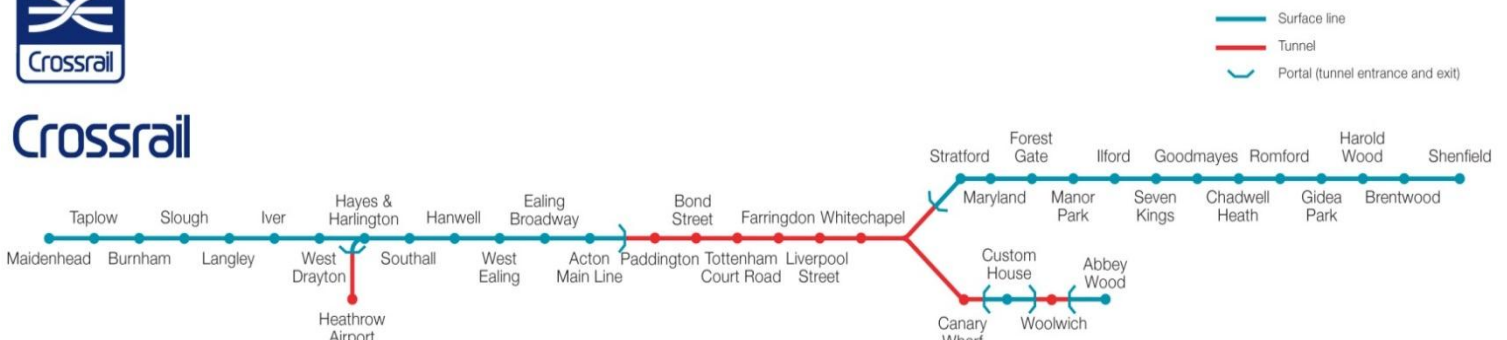 Crossrail
Surface line
Tunnel
Portal (tunnel entrance and exit)
Crossrail
Maidenhead
Taplow
Burnham
Slough
Langley
Iver
West
Drayton
Hayes &
Harlington
Heathrow
Airport
Southall
Hanwell
West
Ealing
Ealing
Broadway
Acton
Main Line
Paddington
Bond
Street
Tottenham
Court Road
Farringdon
Liverpool
Street
Whitechapel
Stratford
Maryland
Forest
Gate
Manor
Park
Ilford
Seven
Kings
Goodmayes
Chadwell
Heath
Romford
Gidea
Park
Harold
Wood
Brentwood
Shenfield
Canary
Wharf
Custom
House
Woolwich
Abbey
Wood